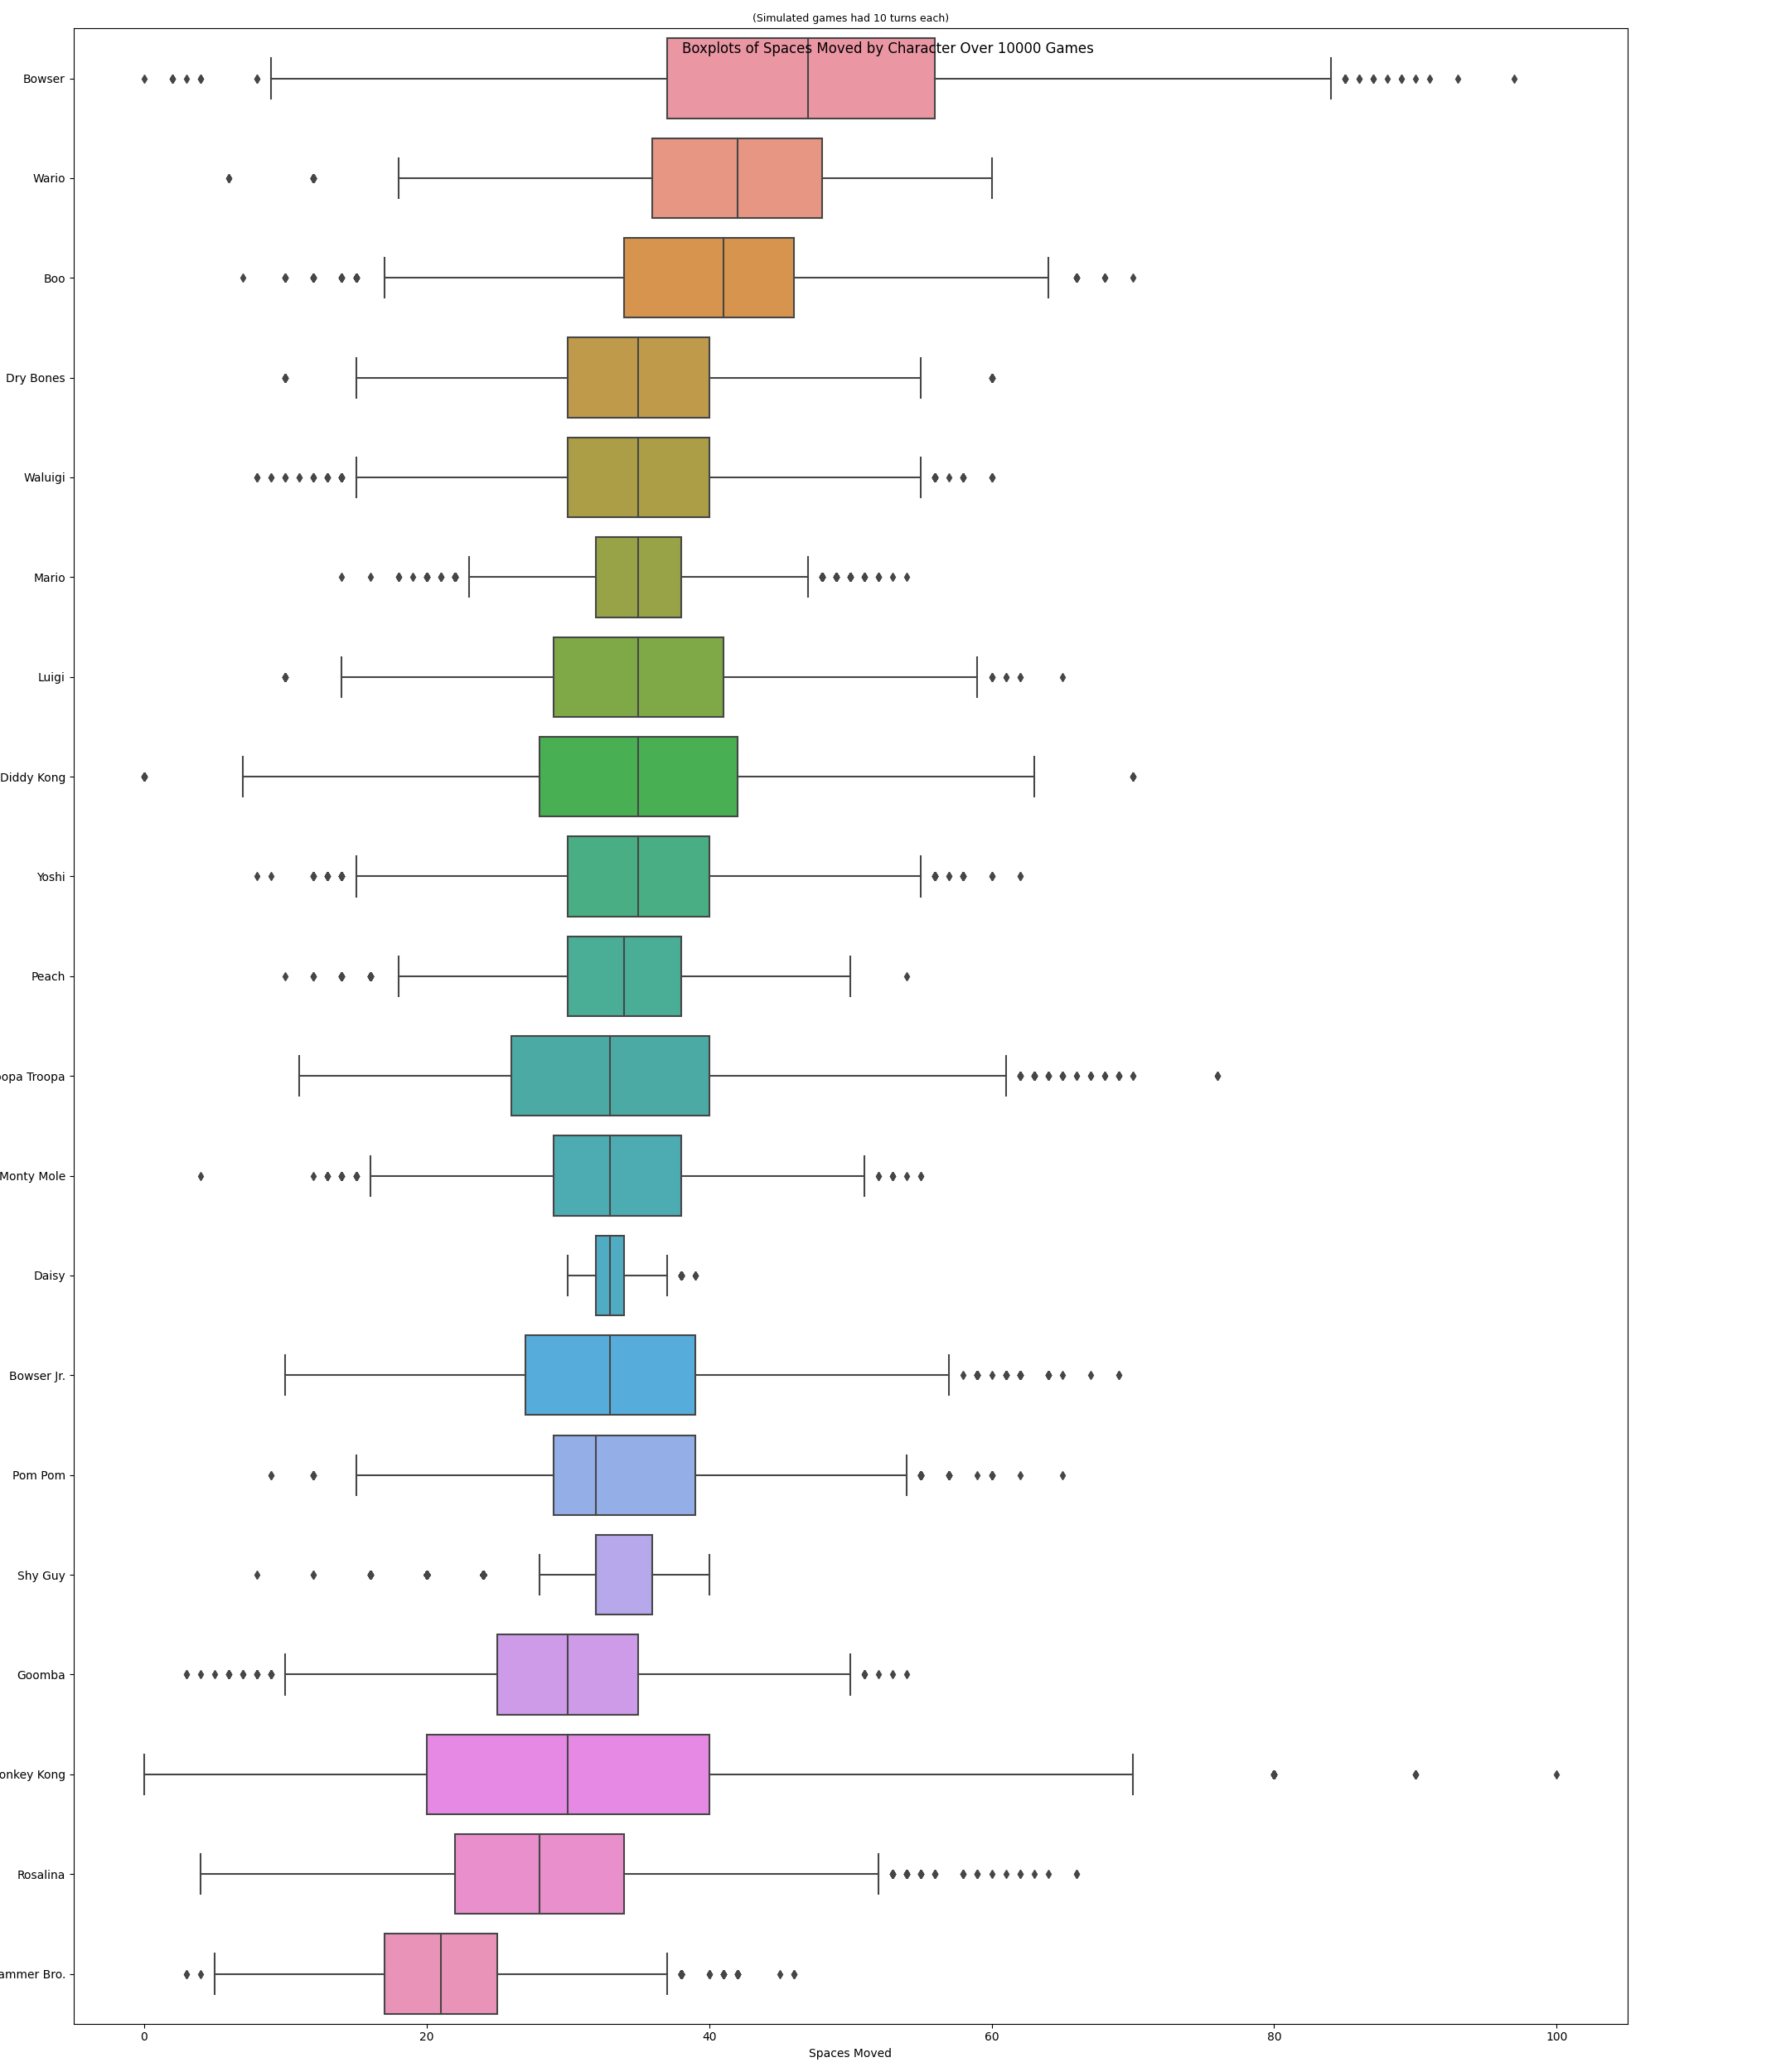 (Simulated games had 10 turns each)
Boxplots of Spaces Moved by Character Over 10000 Games
Bowser
Wario
Boo
Dry Bones
Waluigi
Mario
Luigi
Diddy Kong
Yoshi
Peach
oopa Troopa
Monty Mole
Daisy
Bowser Jr.
Pom Pom
Shy Guy
Goomba
onkey Kong
Rosalina
ammer Bro.
0 20 40 60 80 100
Spaces Moved